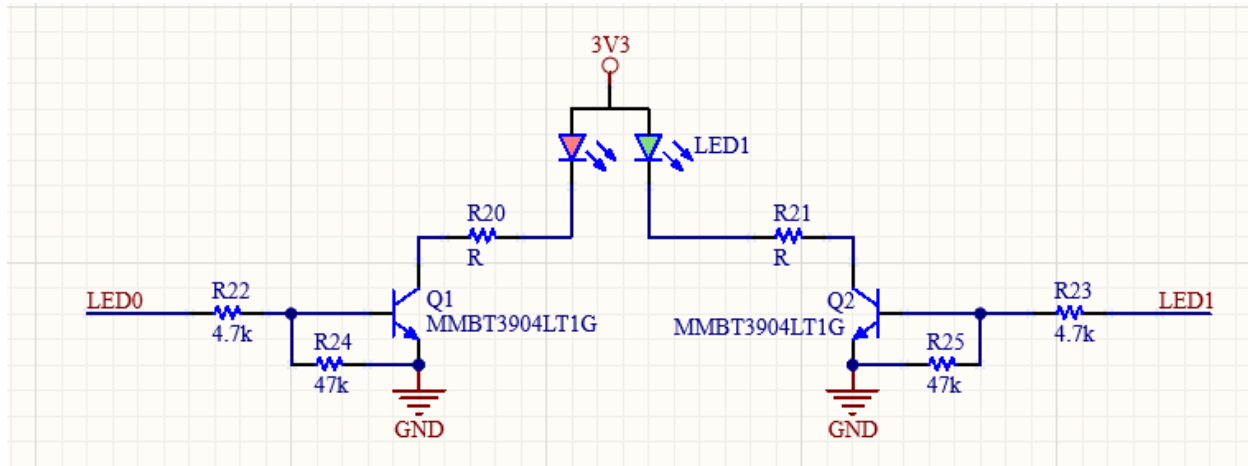 3V3
LED1
R20
R
R21
R
LED0
R22
4.7k
Q1
MMBT3904LT1G
R24
47k
GND
Q2
MMBT3904LT1G
R23
4.7k
LED1
R25
47k
GND